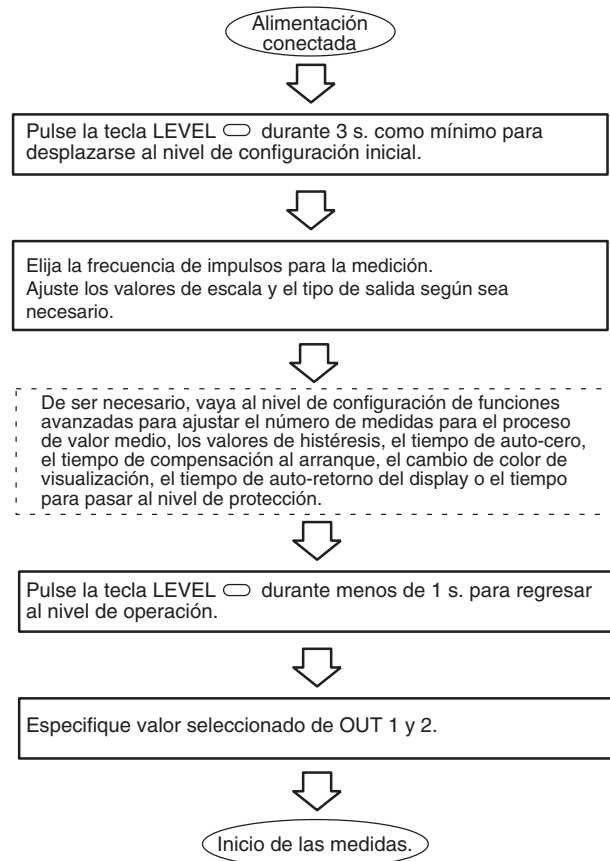 Alimentación
conectada
Pulse la tecla LEVEL durante 3 s. como mínimo para
desplazarse al nivel de configuración inicial.
Elija la frecuencia de impulsos para la medición.
Ajuste los valores de escala y el tipo de salida según sea
necesario.
De ser necesario, vaya al nivel de configuración de funciones
avanzadas para ajustar el número de medidas para el proceso
de valor medio, los valores de histéresis, el tiempo de auto-cero,
el tiempo de compensación al arranque, el cambio de color de
visualización, el tiempo de auto-retorno del display o el tiempo
para pasar al nivel de protección.
Pulse la tecla LEVEL durante menos de 1 s. para regresar
al nivel de operación.
Especifique valor seleccionado de OUT 1 y 2.
Inicio de las medidas.